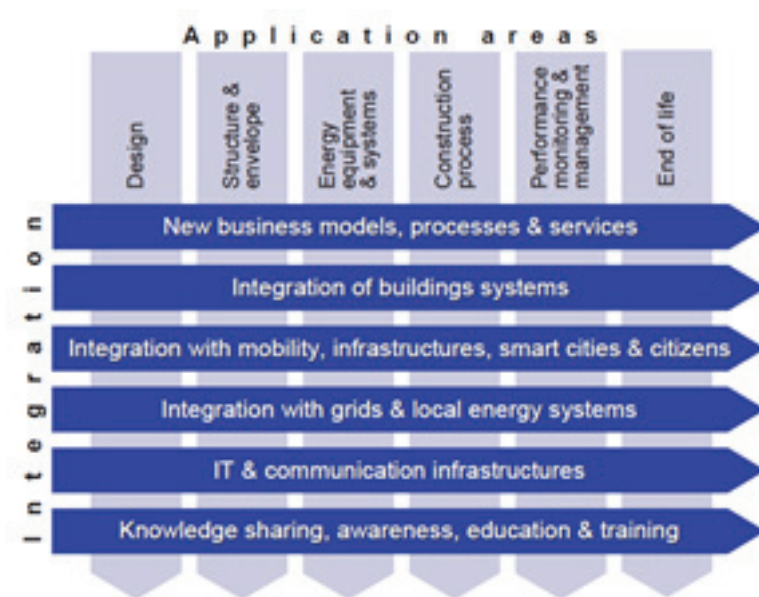 Application areas
Design
Structure &
envelope
Energy
equipment
& systems
Construction
process
Performance
monitoring &
management
End of life
Integration
New business models, processes & services
Integration of buildings systems
Integration with mobility, infrastructures, smart cities & citizens
Integration with grids & local energy systems
IT & communication infrastructures
Knowledge sharing, awareness, education & training